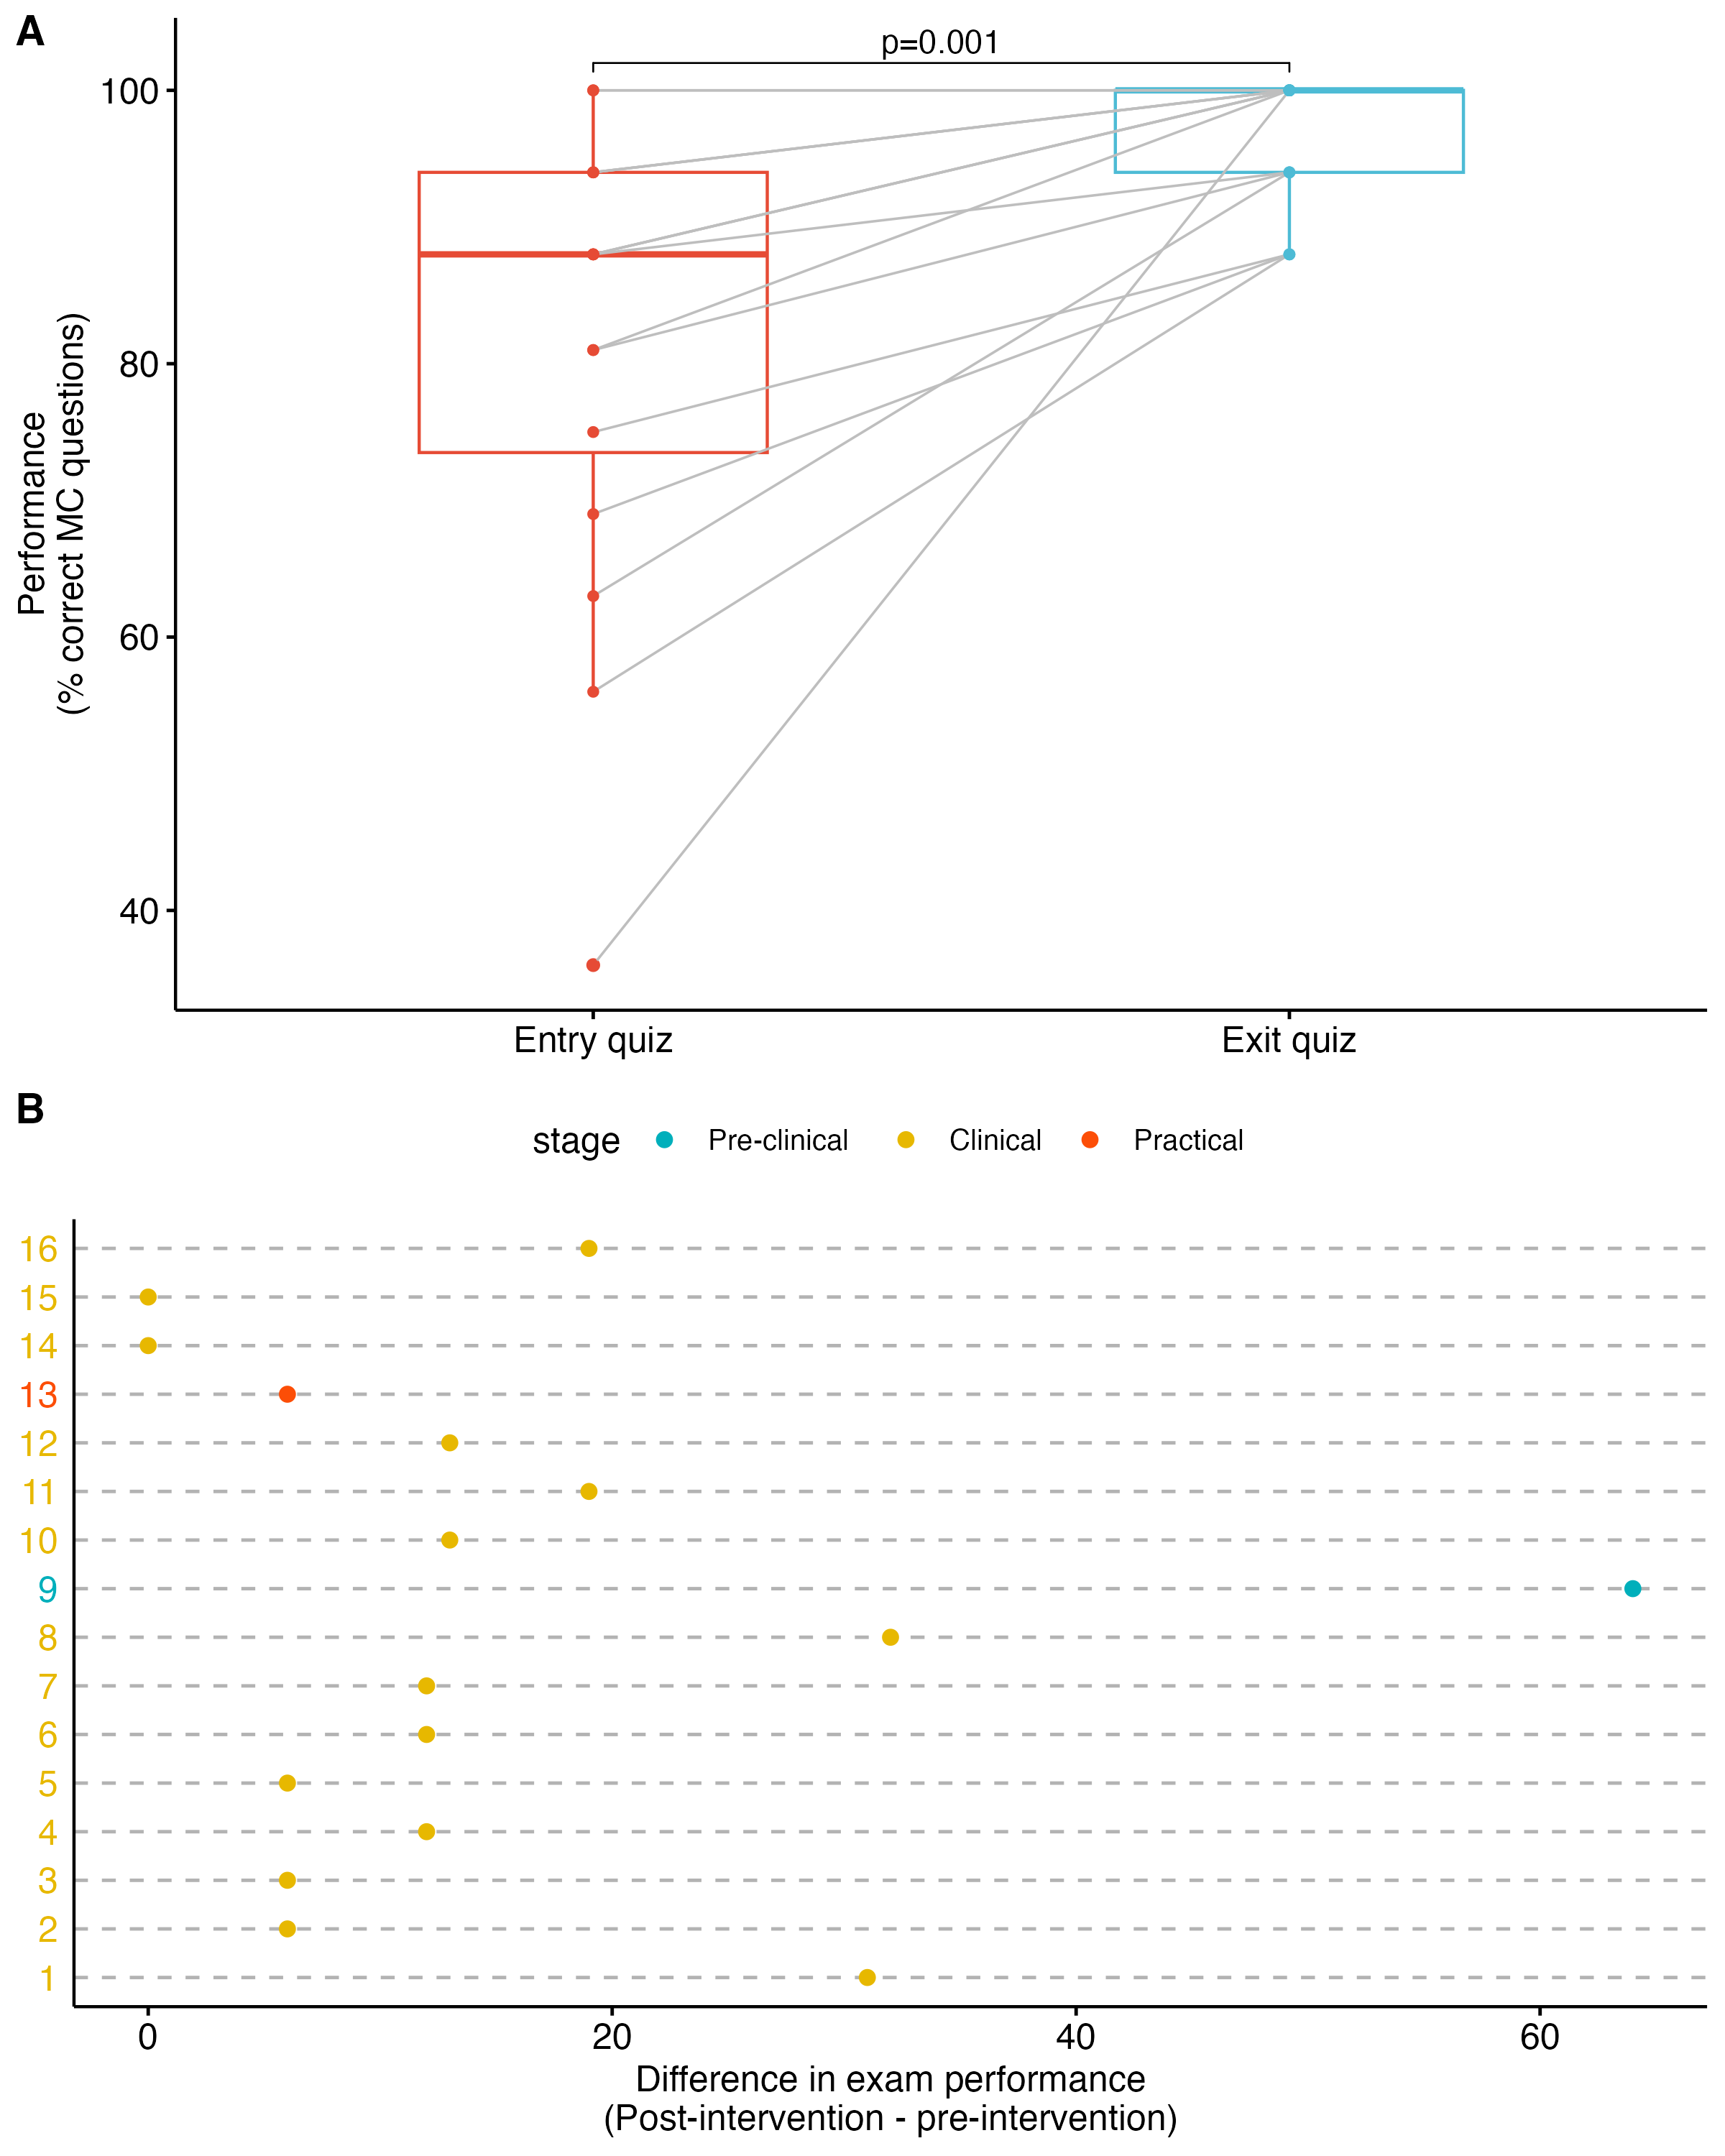 A
p=0.001
100
80
60
40
Performance
(% correct MC questions)
Entry quiz
Exit quiz
B
stage Pre-clinical Clinical Practical
16
15
14
13
12
11
10
9
8
7
6
5
4
3
2
1
0 20 40 60
Difference in exam performance
(Post-intervention - pre-intervention)